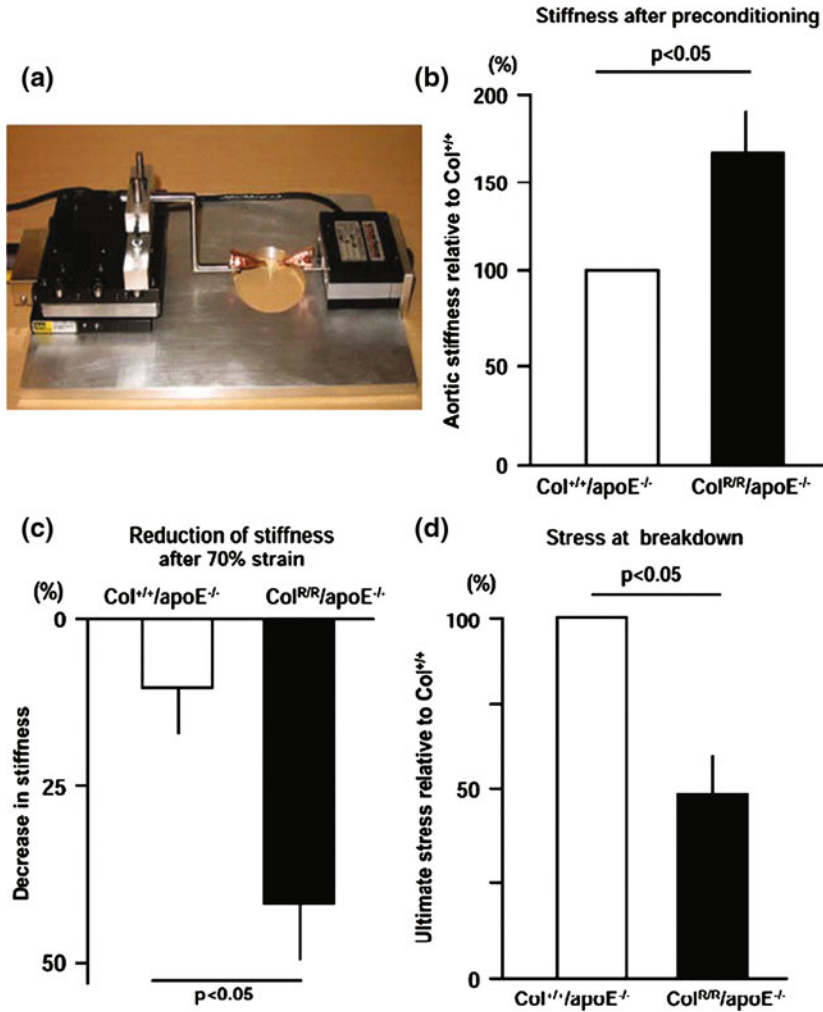 (a)
(b)
Stiffness after preconditioning
(%)
p<0.05
200
150
100
50
0
Aortic stiffness relative to Col+/+
Col+/+/apoE-/-
ColR/R/apoE-/-
(c)
Reduction of stiffness
after 70% strain
(%)
Col+/+/apoE-/-
ColR/R/apoE-/-
0
25
50
Decrease in stiffness
p<0.05
(d)
Stress at breakdown
(%)
p<0.05
100
50
0
Ultimate stress relative to Col+/+
Col+/+/apoE-/-
ColR/R/apoE-/-